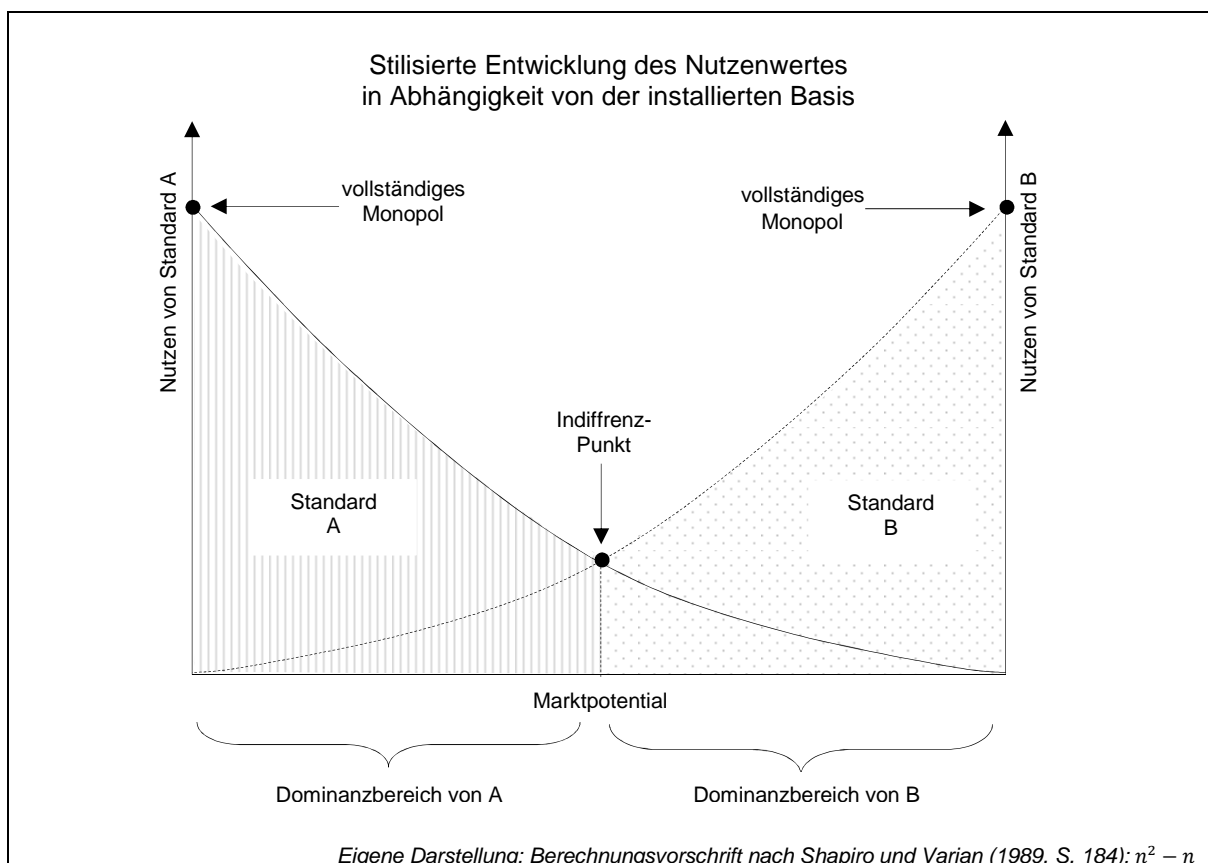 Stilisierte Entwicklung des Nutzenwertes
in Abhängigkeit von der installierten Basis
Nutzen von Standard A
vollständiges
Monopol
vollständiges
Monopol
Nutzen von Standard B
Indiffrenz-
Punkt
Standard
A
Standard
B
Marktpotential
Dominanzbereich von A
Dominanzbereich von B
Eigene Darstellung; Berechnungsvorschrift nach Shapiro und Varian (1989, S. 184): n² − n